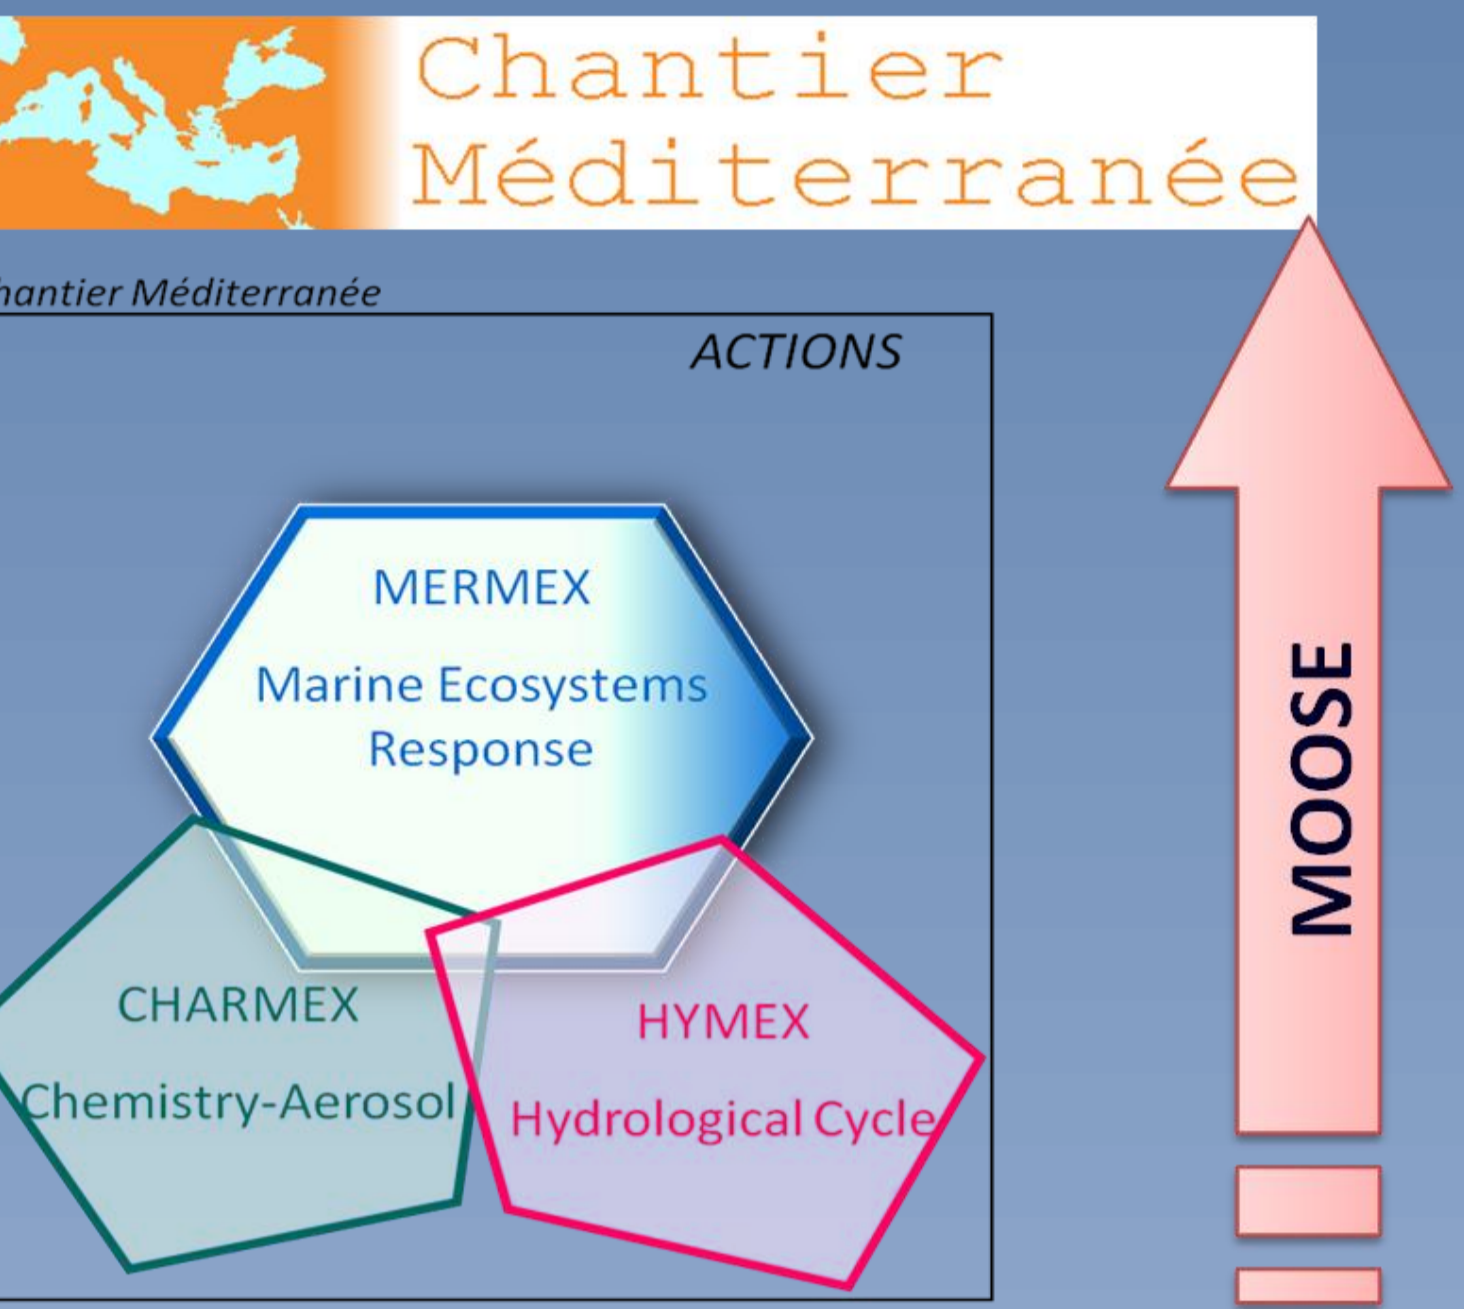 Chantier
Méditerranée
hantier Méditerranée
ACTIONS
MERMEX
Marine Ecosystems
Response
CHARMEX
Chemistry-Aerosol
HYMEX
Hydrological Cycle
MOOSE